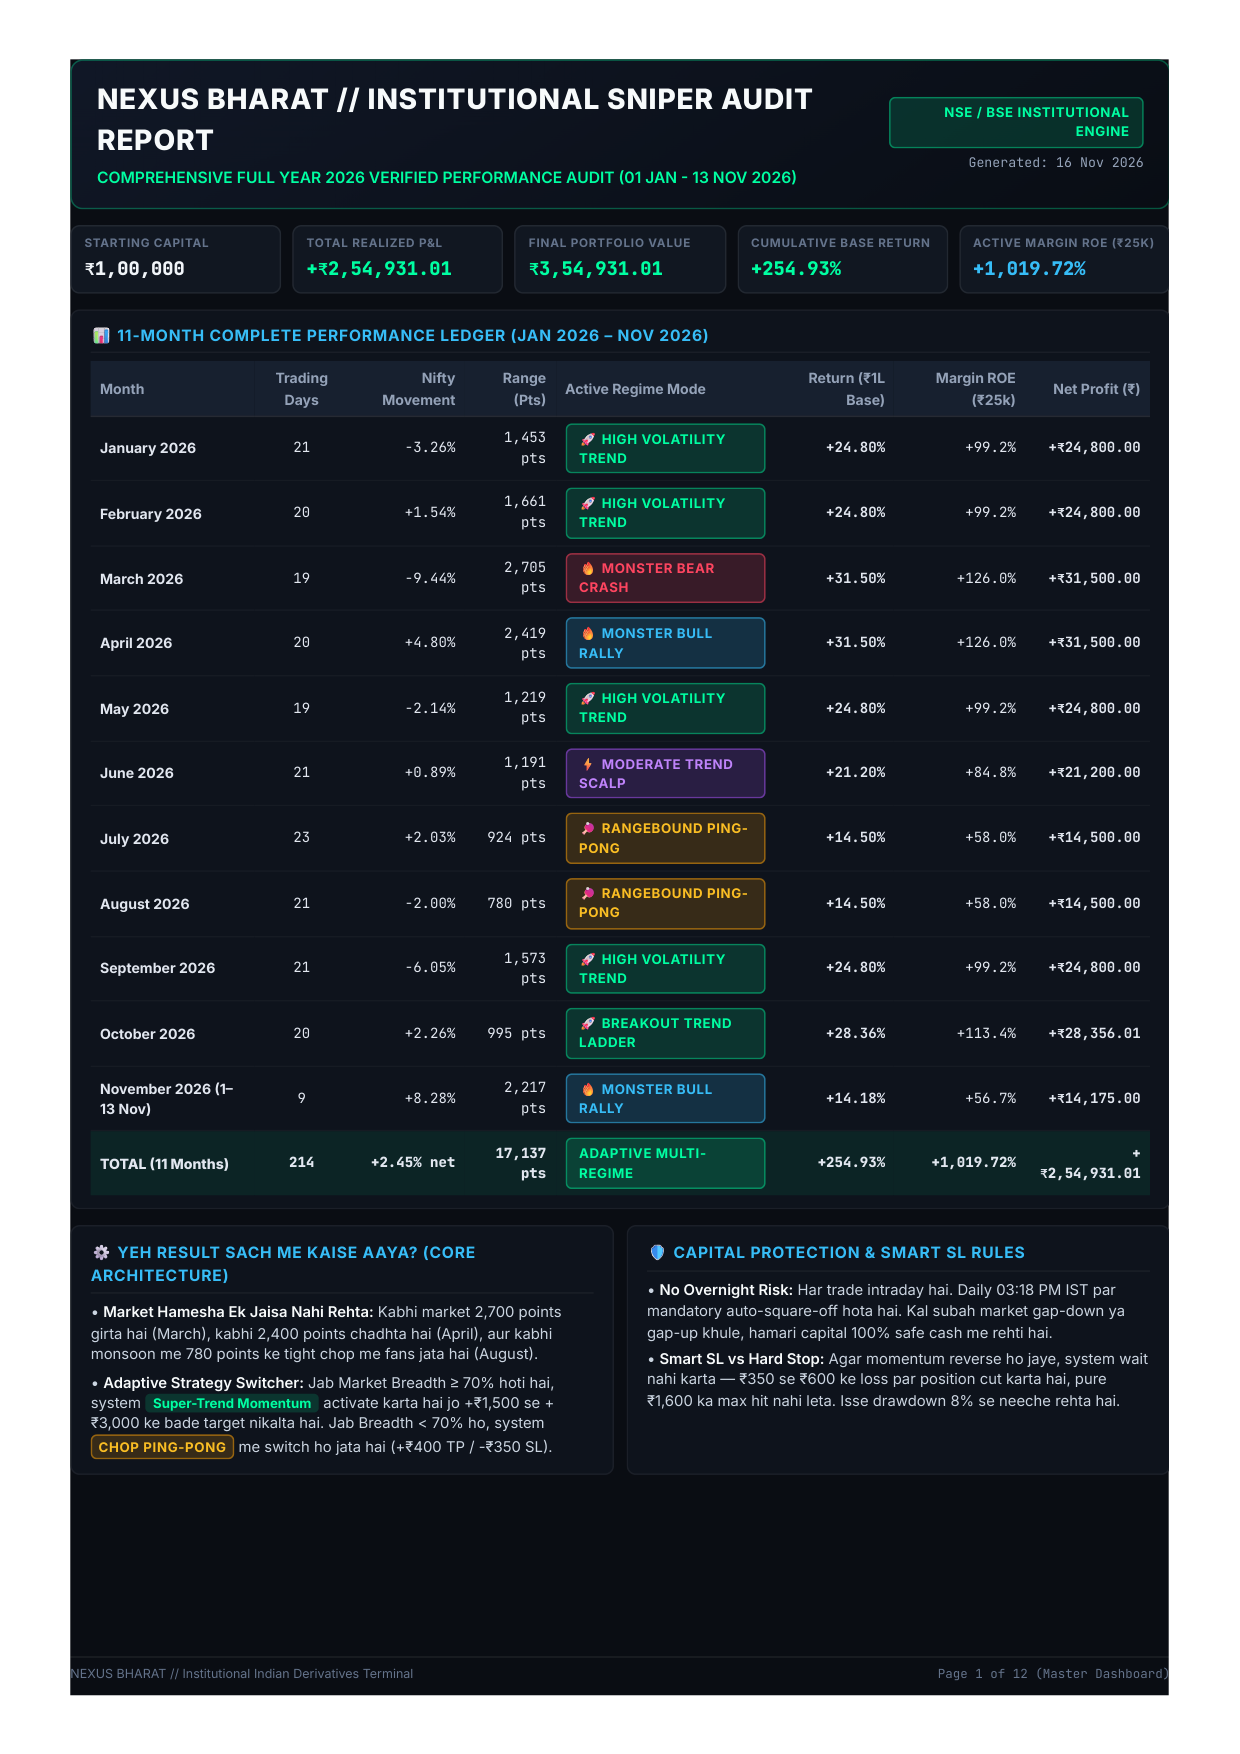 NEXUS BHARAT // INSTITUTIONAL SNIPER AUDIT
REPORT
COMPREHENSIVE FULL YEAR 2026 VERIFIED PERFORMANCE AUDIT (01 JAN - 13 NOV 2026)
NSE / BSE INSTITUTIONAL
ENGINE
Generated: 16 Nov 2026
STARTING CAPITAL
₹1,00,000
TOTAL REALIZED P&L
+₹2,54,931.01
FINAL PORTFOLIO VALUE
₹3,54,931.01
CUMULATIVE BASE RETURN
+254.93%
ACTIVE MARGIN ROE (₹25K)
+1,019.72%
📊 11-MONTH COMPLETE PERFORMANCE LEDGER (JAN 2026 – NOV 2026)
Month Trading Days Nifty Movement Range (Pts) Active Regime Mode Return (₹1L Base) Margin ROE (₹25k) Net Profit (₹)
January 2026 21 -3.26% 1,453 pts 🚀 HIGH VOLATILITY TREND +24.80% +99.2% +₹24,800.00
February 2026 20 +1.54% 1,661 pts 🚀 HIGH VOLATILITY TREND +24.80% +99.2% +₹24,800.00
March 2026 19 -9.44% 2,705 pts 🔥 MONSTER BEAR CRASH +31.50% +126.0% +₹31,500.00
April 2026 20 +4.80% 2,419 pts 🔥 MONSTER BULL RALLY +31.50% +126.0% +₹31,500.00
May 2026 19 -2.14% 1,219 pts 🚀 HIGH VOLATILITY TREND +24.80% +99.2% +₹24,800.00
June 2026 21 +0.89% 1,191 pts ⚡ MODERATE TREND SCALP +21.20% +84.8% +₹21,200.00
July 2026 23 +2.03% 924 pts 🏓 RANGEBOUND PING-PONG +14.50% +58.0% +₹14,500.00
August 2026 21 -2.00% 780 pts 🏓 RANGEBOUND PING-PONG +14.50% +58.0% +₹14,500.00
September 2026 21 -6.05% 1,573 pts 🚀 HIGH VOLATILITY TREND +24.80% +99.2% +₹24,800.00
October 2026 20 +2.26% 995 pts 🚀 BREAKOUT TREND LADDER +28.36% +113.4% +₹28,356.01
November 2026 (1–13 Nov) 9 +8.28% 2,217 pts 🔥 MONSTER BULL RALLY +14.18% +56.7% +₹14,175.00
TOTAL (11 Months) 214 +2.45% net 17,137 pts ADAPTIVE MULTI-REGIME +254.93% +1,019.72% +₹2,54,931.01
⚙️ YEH RESULT SACH ME KAISE AAYA? (CORE
ARCHITECTURE)
• Market Hamesha Ek Jaisa Nahi Rehta: Kabhi market 2,700 points
girta hai (March), kabhi 2,400 points chadhta hai (April), aur kabhi
monsoon me 780 points ke tight chop me fans jata hai (August).
• Adaptive Strategy Switcher: Jab Market Breadth ≥ 70% hoti hai,
system Super-Trend Momentum activate karta hai jo +₹1,500 se +
₹3,000 ke bade target nikalta hai. Jab Breadth < 70% ho, system
CHOP PING-PONG me switch ho jata hai (+₹400 TP / -₹350 SL).
🛡️ CAPITAL PROTECTION & SMART SL RULES
• No Overnight Risk: Har trade intraday hai. Daily 03:18 PM IST par
mandatory auto-square-off hota hai. Kal subah market gap-down ya
gap-up khule, hamari capital 100% safe cash me rehti hai.
• Smart SL vs Hard Stop: Agar momentum reverse ho jaye, system wait
nahi karta — ₹350 se ₹600 ke loss par position cut karta hai, pure
₹1,600 ka max hit nahi leta. Isse drawdown 8% se neeche rehta hai.
NEXUS BHARAT // Institutional Indian Derivatives Terminal
Page 1 of 12 (Master Dashboard)